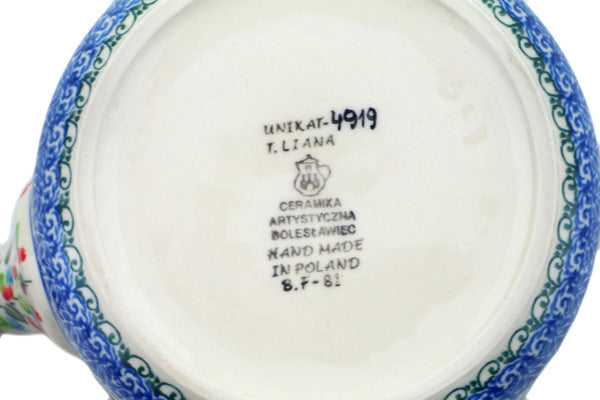 UNIKAT-4919
T. LIANA
CERAMIKA
ARTYSTYCZNA
BOLESŁAWIEC
HAND MADE
IN POLAND
B.F-81